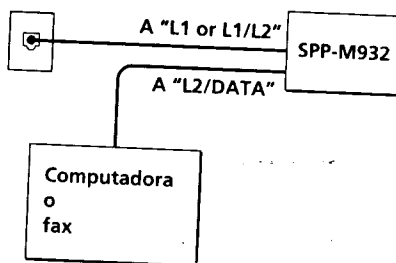 A "L1 or L1/L2"
SPP-M932
A "L2/DATA"
Computadora
o
fax